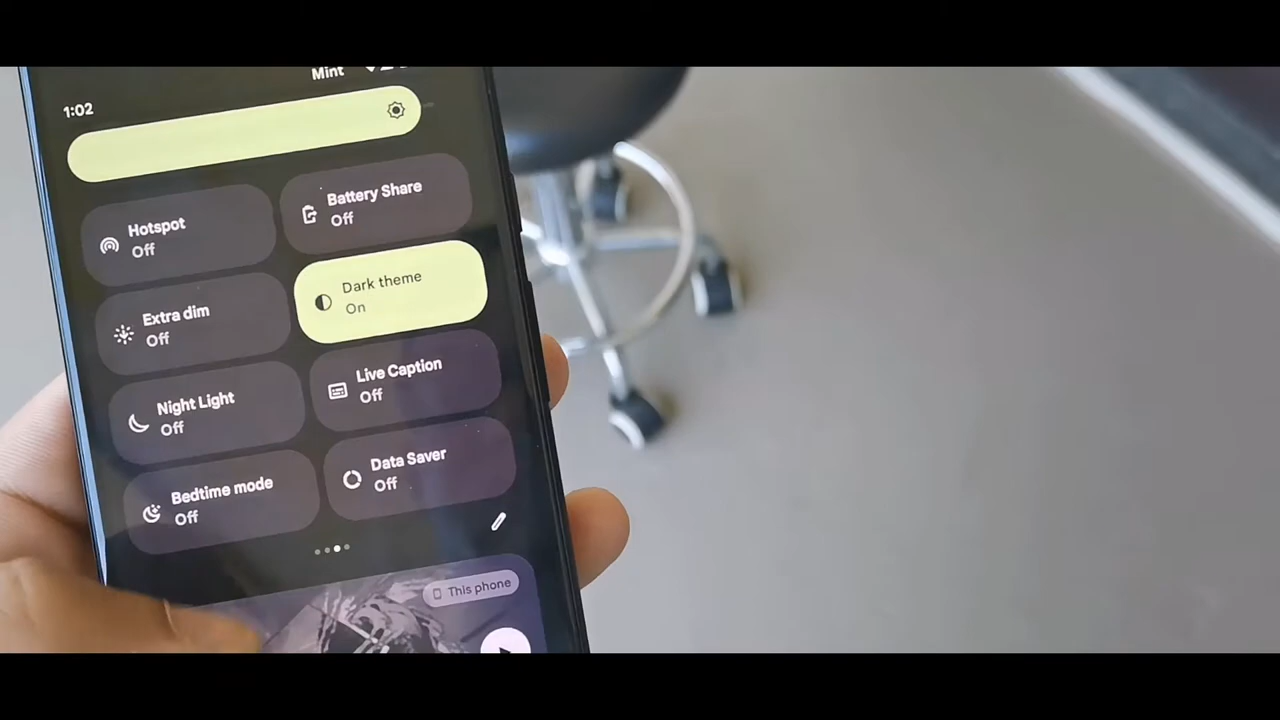 Mint
1:02
Hotspot
Off
Battery Share
Off
Extra dim
Off
Dark theme
On
Night Light
Off
Live Caption
Off
Bedtime mode
Off
Data Saver
Off
This phone